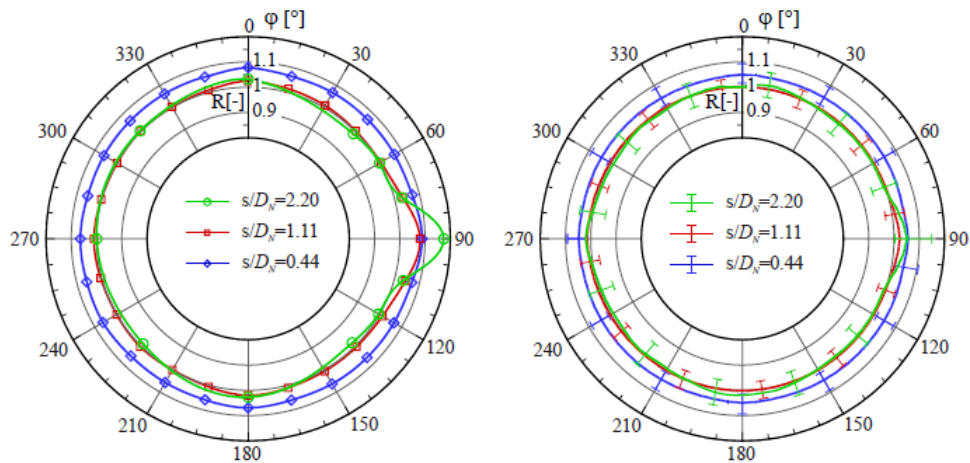 0 φ [°]
330 30
1.1
1
R[-]
0.9
300 60
s/D_N=2.20
270 s/D_N=1.11 90
s/D_N=0.44
240 120
210 150
180
0 φ [°]
330 30
1.1
1
R[-]
0.9
300 60
s/D_N=2.20
270 s/D_N=1.11 90
s/D_N=0.44
240 120
210 150
180